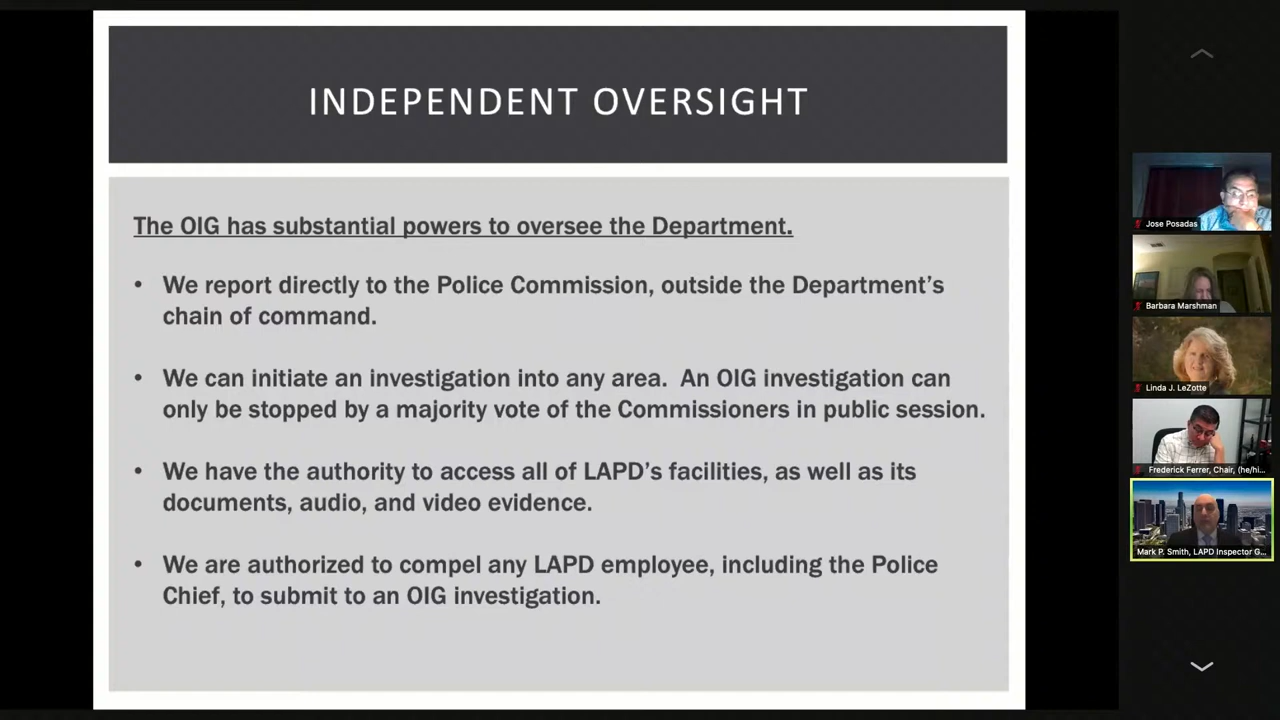 INDEPENDENT OVERSIGHT
The OIG has substantial powers to oversee the Department.
• We report directly to the Police Commission, outside the Department’s
chain of command.
• We can initiate an investigation into any area.  An OIG investigation can
only be stopped by a majority vote of the Commissioners in public session.
• We have the authority to access all of LAPD’s facilities, as well as its
documents, audio, and video evidence.
• We are authorized to compel any LAPD employee, including the Police
Chief, to submit to an OIG investigation.
Jose Posadas
Barbara Marshman
Linda J. LeZotte
Frederick Ferrer, Chair, (he/hi...
Mark P. Smith, LAPD Inspector G...